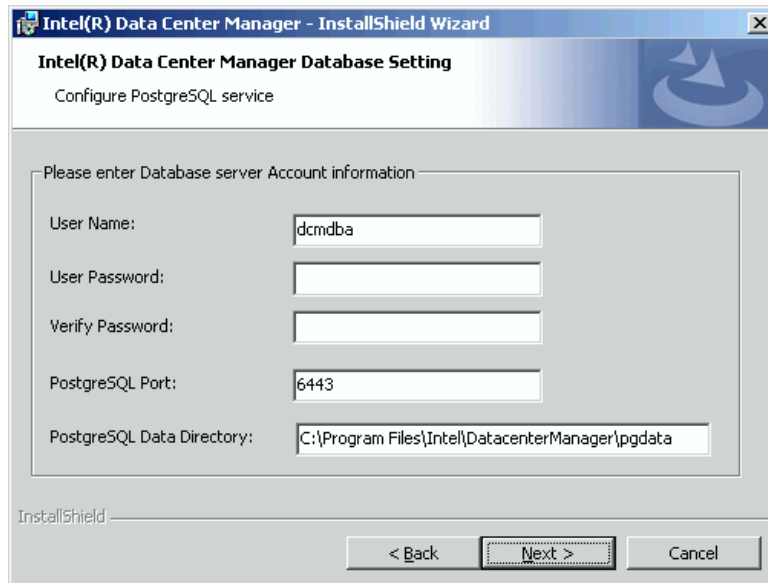 Intel(R) Data Center Manager - InstallShield Wizard
Intel(R) Data Center Manager Database Setting
Configure PostgreSQL service
Please enter Database server Account information
User Name: dcmdba
User Password:
Verify Password:
PostgreSQL Port: 6443
PostgreSQL Data Directory: C:\Program Files\Intel\DatacenterManager\pgdata
InstallShield
< Back Next > Cancel